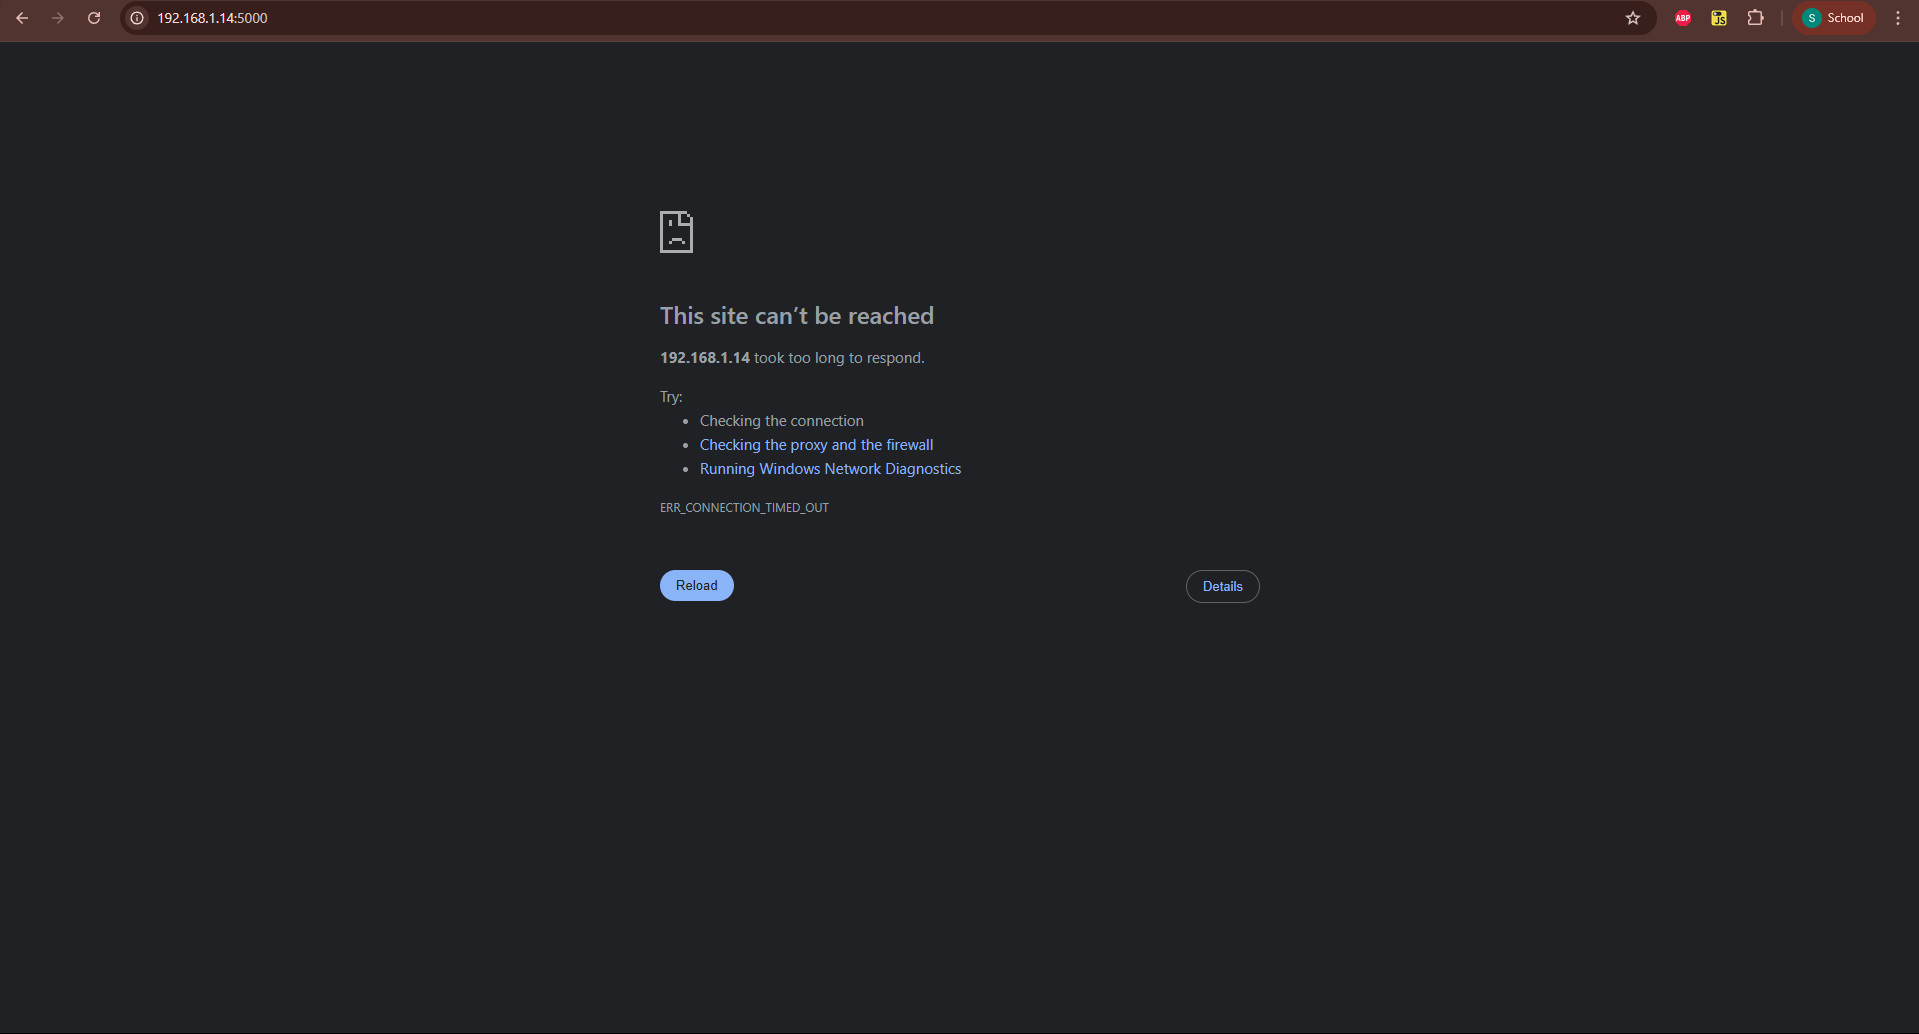 192.168.1.14:5000
ABP
JS
S
School
This site can’t be reached
192.168.1.14 took too long to respond.
Try:
Checking the connection
Checking the proxy and the firewall
Running Windows Network Diagnostics
ERR_CONNECTION_TIMED_OUT
Reload
Details